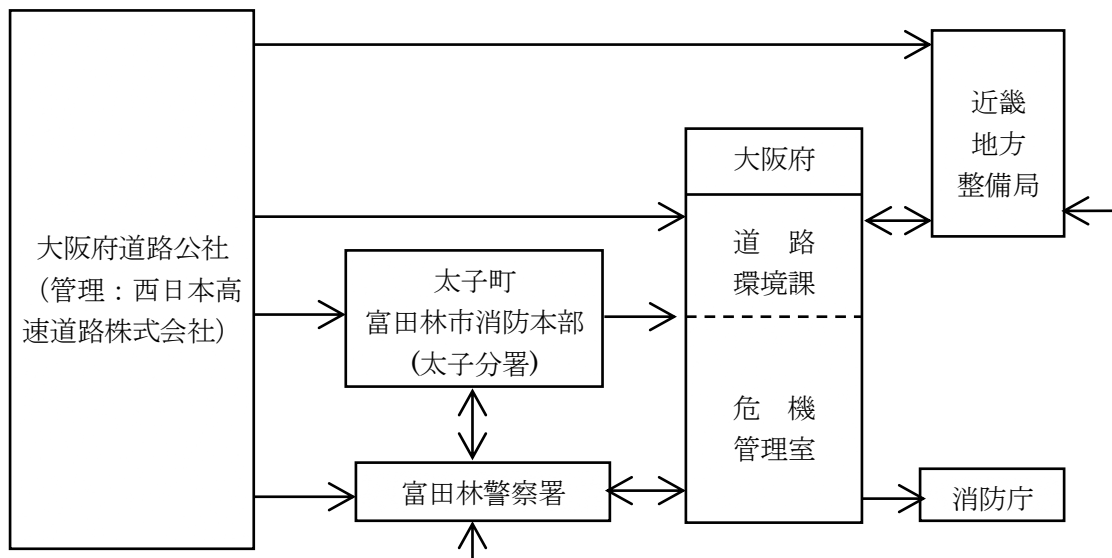 大阪府道路公社
（管理：西日本高
速道路株式会社）
太子町
富田林市消防本部
(太子分署)
富田林警察署
大阪府
道　路
環境課
危　機
管理室
近畿
地方
整備局
消防庁